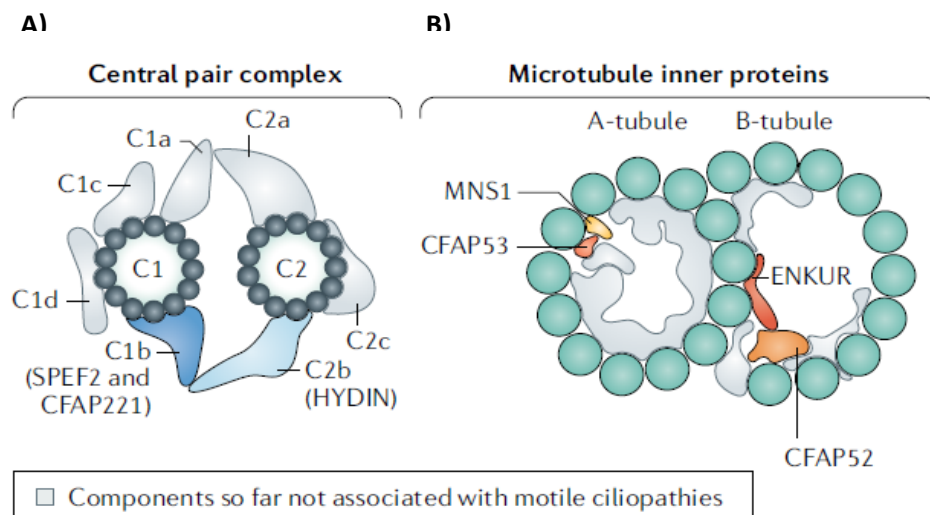 A)
B)
Central pair complex
Microtubule inner proteins
C2a
C1a
C1c
C1
C2
C1d
C1b
(SPEF2 and
CFAP221)
C2b
(HYDIN)
C2c
A-tubule
B-tubule
MNS1
CFAP53
ENKUR
CFAP52
Components so far not associated with motile ciliopathies